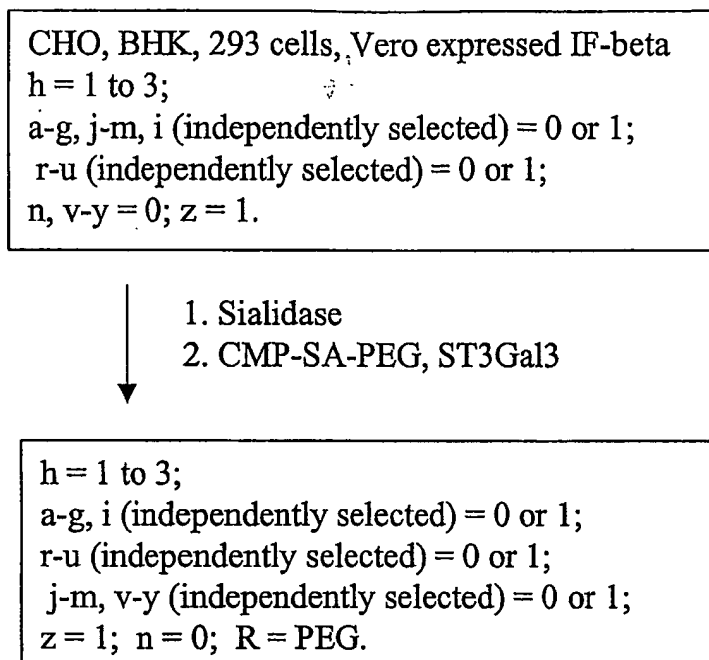 CHO, BHK, 293 cells, Vero expressed IF-beta
h = 1 to 3;
a-g, j-m, i (independently selected) = 0 or 1;
r-u (independently selected) = 0 or 1;
n, v-y = 0; z = 1.
1. Sialidase
2. CMP-SA-PEG, ST3Gal3
h = 1 to 3;
a-g, i (independently selected) = 0 or 1;
r-u (independently selected) = 0 or 1;
j-m, v-y (independently selected) = 0 or 1;
z = 1; n = 0; R = PEG.